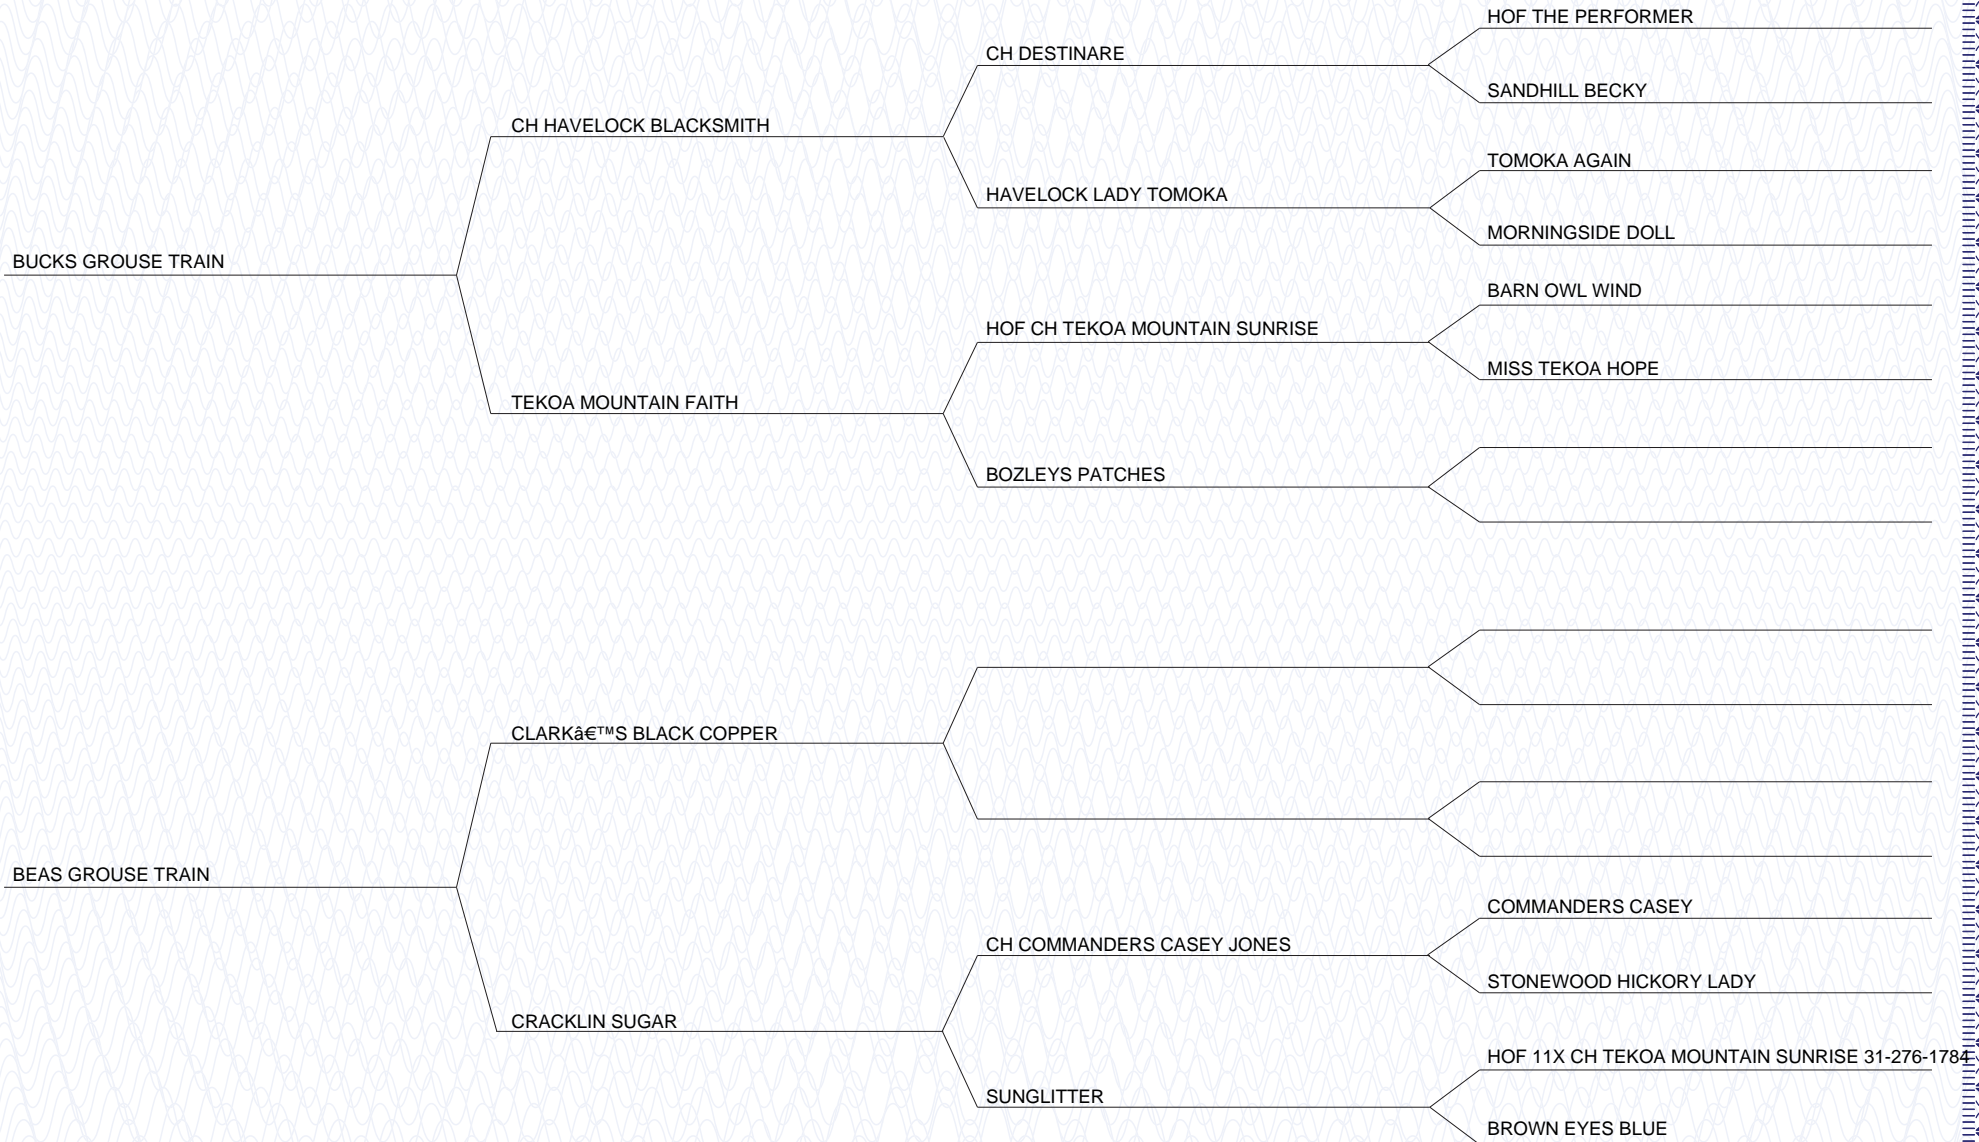 HOF THE PERFORMER
CH DESTINARE
SANDHILL BECKY
CH HAVELOCK BLACKSMITH
TOMOKA AGAIN
HAVELOCK LADY TOMOKA
MORNINGSIDE DOLL
BUCKS GROUSE TRAIN
BARN OWL WIND
HOF CH TEKOA MOUNTAIN SUNRISE
MISS TEKOA HOPE
TEKOA MOUNTAIN FAITH
BOZLEYS PATCHES
CLARKâ€™S BLACK COPPER
BEAS GROUSE TRAIN
COMMANDERS CASEY
CH COMMANDERS CASEY JONES
STONEWOOD HICKORY LADY
CRACKLIN SUGAR
HOF 11X CH TEKOA MOUNTAIN SUNRISE 31-276-1784
SUNGLITTER
BROWN EYES BLUE